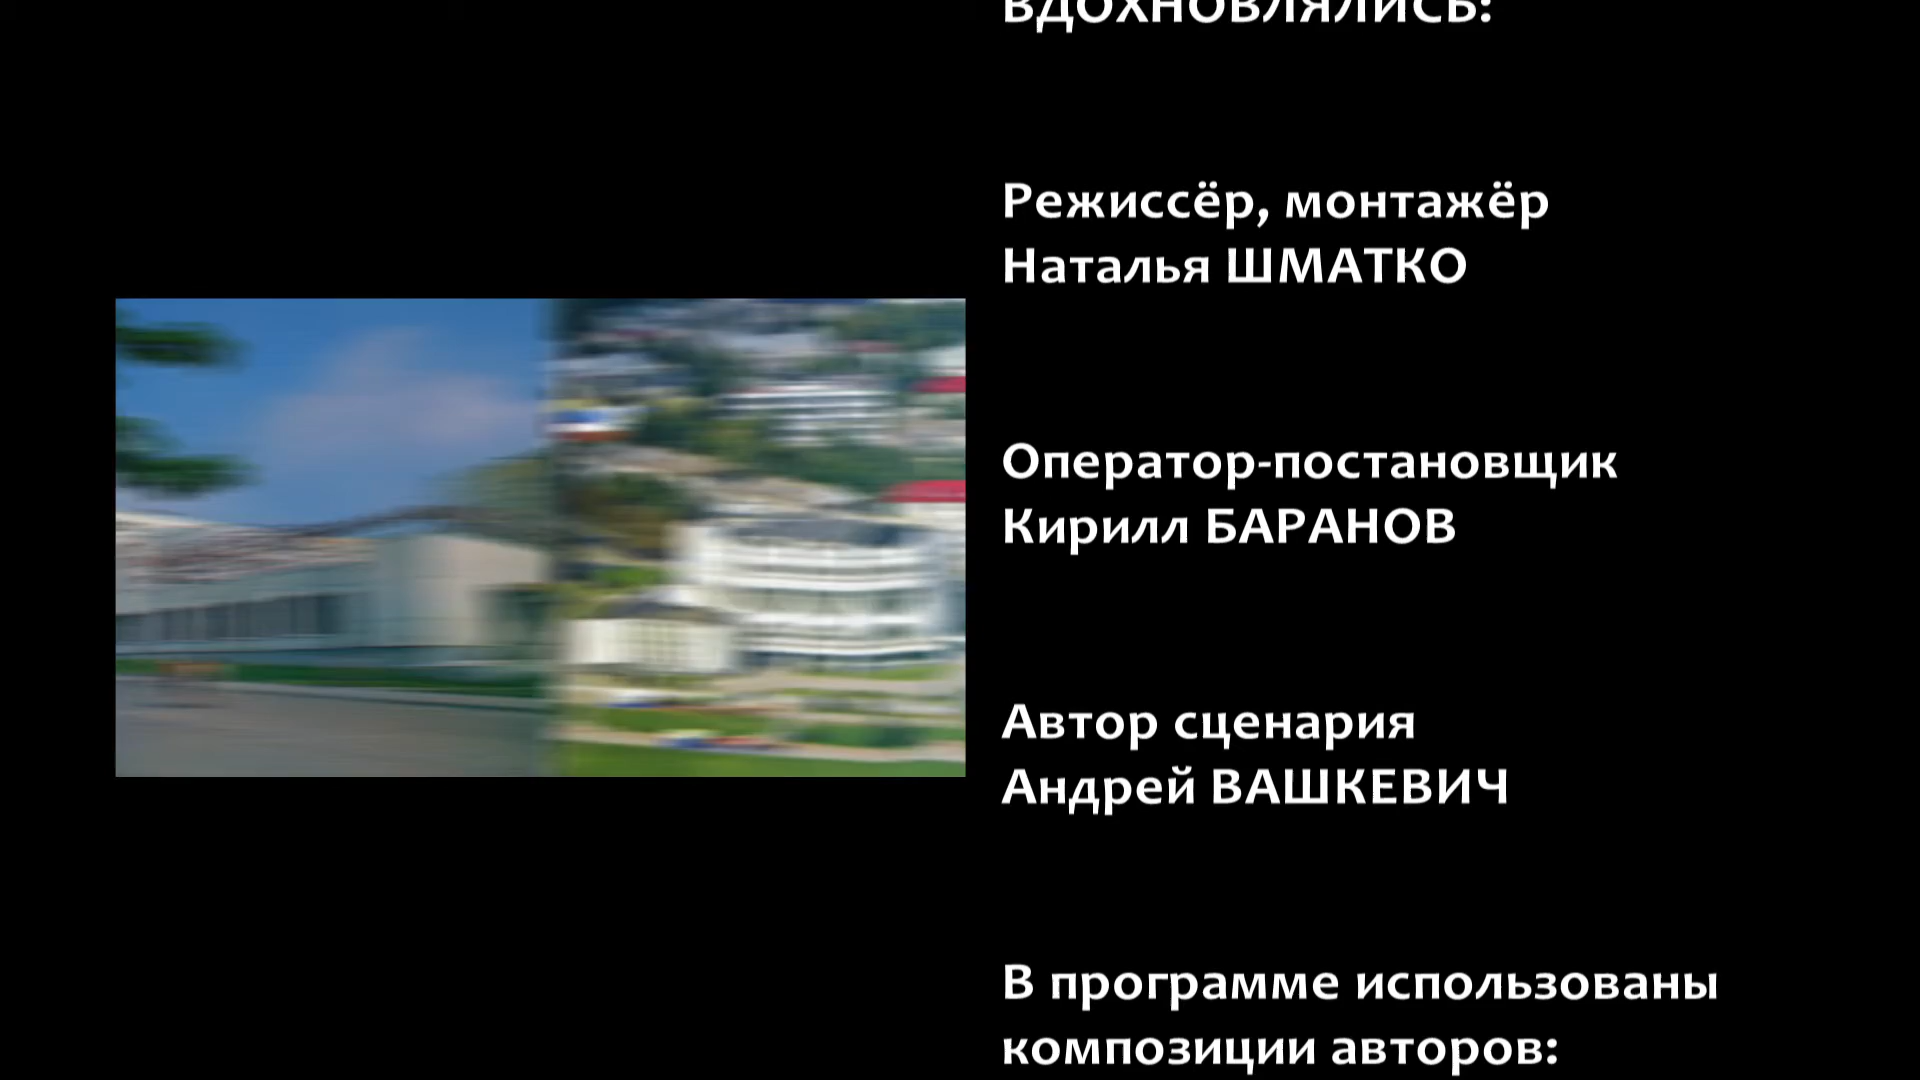 ВДОХНОВЛЯЛИСЬ:
Режиссёр, монтажёр
Наталья ШМАТКО
Оператор-постановщик
Кирилл БАРАНОВ
Автор сценария
Андрей ВАШКЕВИЧ
В программе использованы
композиции авторов: